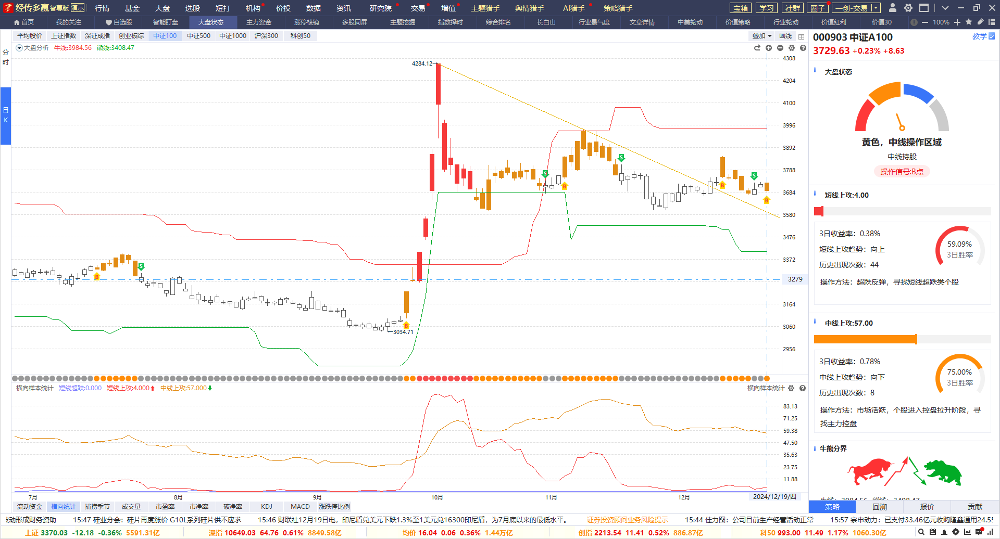 经传多赢 智尊版 演示 行情 基金 大盘 选股 短打 机构 价投 数据 资讯 研究院 交易 增值 主题猎手 舆情猎手 AI猎手 策略猎手 宝箱 学习 社群 圈子 一创-交易
首页 我的关注 自选股 智能盯盘 大盘状态 主力资金 涨停棱镜 多股同屏 主题挖掘 指数择时 综合排名 长白山 行业景气度 文章详情 中美轮动 价值策略 行业轮动 价值红利 价值30 100%
平均股价 上证指数 深证成指 创业板综 中证100 中证500 中证1000 沪深300 科创50 叠加 画线
大盘分析 牛线:3984.56 熊线:3408.47
分时
日K
4308
4284.12
4204
4100
3996
3892
3788
S
S
S
B
B
3684
B
3580
3476
3372
S
B
3279
3164
B
3060
3034.71
2956
横向样本统计 短线超跌:0.000 短线上攻:4.000 中线上攻:57.000 横向样本统计
83.13
71.25
59.38
47.50
35.63
23.75
11.88
7月 8月 9月 10月 11月 12月 2024/12/19/四
流动资金 横向统计 捕捞季节 成交量 市盈率 市净率 破净率 KDJ MACD 涨跌停比例
000903 中证A100 教学
3729.63 +0.23% +8.63
大盘状态
黄色，中线操作区域
中线持股
操作信号:B点
短线上攻:4.00
3日收益率：0.38%
短线上攻趋势：向上
历史出现次数：44
59.09%
3日胜率
操作方法：超跌反弹，寻找短线超跌类个股
中线上攻:57.00
3日收益率：0.78%
中线上攻趋势：向下
历史出现次数：8
75.00%
3日胜率
操作方法：市场活跃，个股进入控盘拉升阶段，寻
找主力控盘
牛熊分界
牛线：3984.56 熊线：3408.47
策略 回溯 报价 贡献
动形成财务资助 15:47 硅业分会：硅片再度涨价 G10L系列硅片供不应求 15:46 财联社12月19日电，印尼盾兑美元下跌1.3%至1美元兑16300印尼盾，为7月底以来的最低水平。 证券投资顾问业务风险提示 15:44 佳力图：公司目前生产经营活动正常 15:57 宗申动力：已支付33.46亿元收购隆鑫通用24.55
上证 3370.03 -12.18 -0.36% 5591.31亿 深指 10649.03 64.76 0.61% 8849.58亿 均价 16.04 0.06 0.36% 1.44万亿 创指 2213.54 11.41 0.52% 886.87亿 科50 993.00 11.49 1.17% 1060.30亿